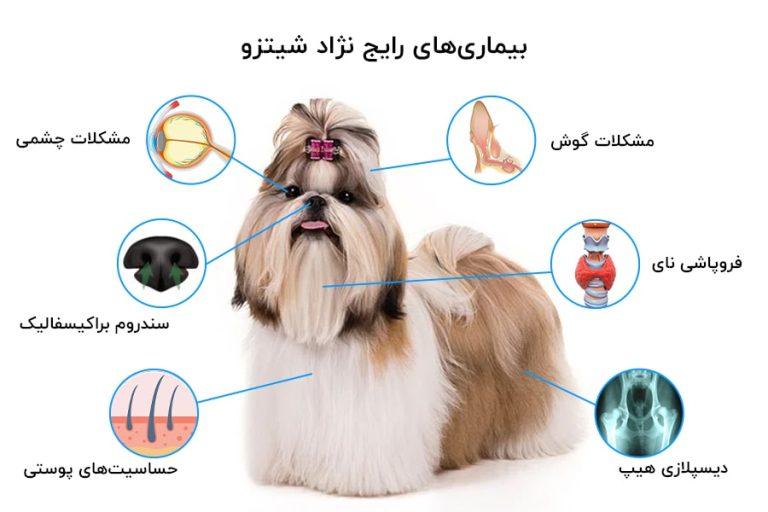 بیماری‌های رایج نژاد شیتزو
مشکلات گوش
مشکلات چشمی
فروپاشی نای
سندروم براکیسفالیک
دیسپلازی هیپ
حساسیت‌های پوستی